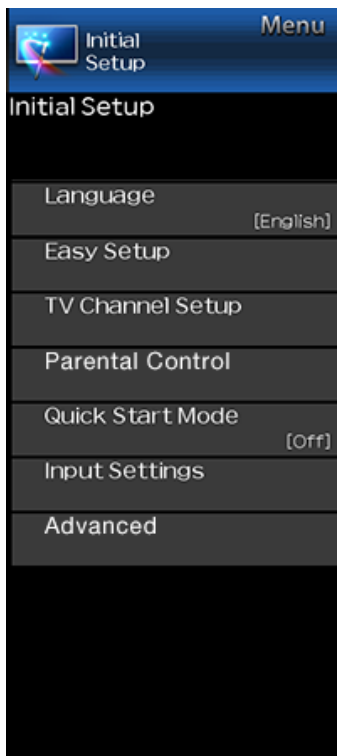 Menu
Initial
Setup
Initial Setup
Language
[English]
Easy Setup
TV Channel Setup
Parental Control
Quick Start Mode
[Off]
Input Settings
Advanced